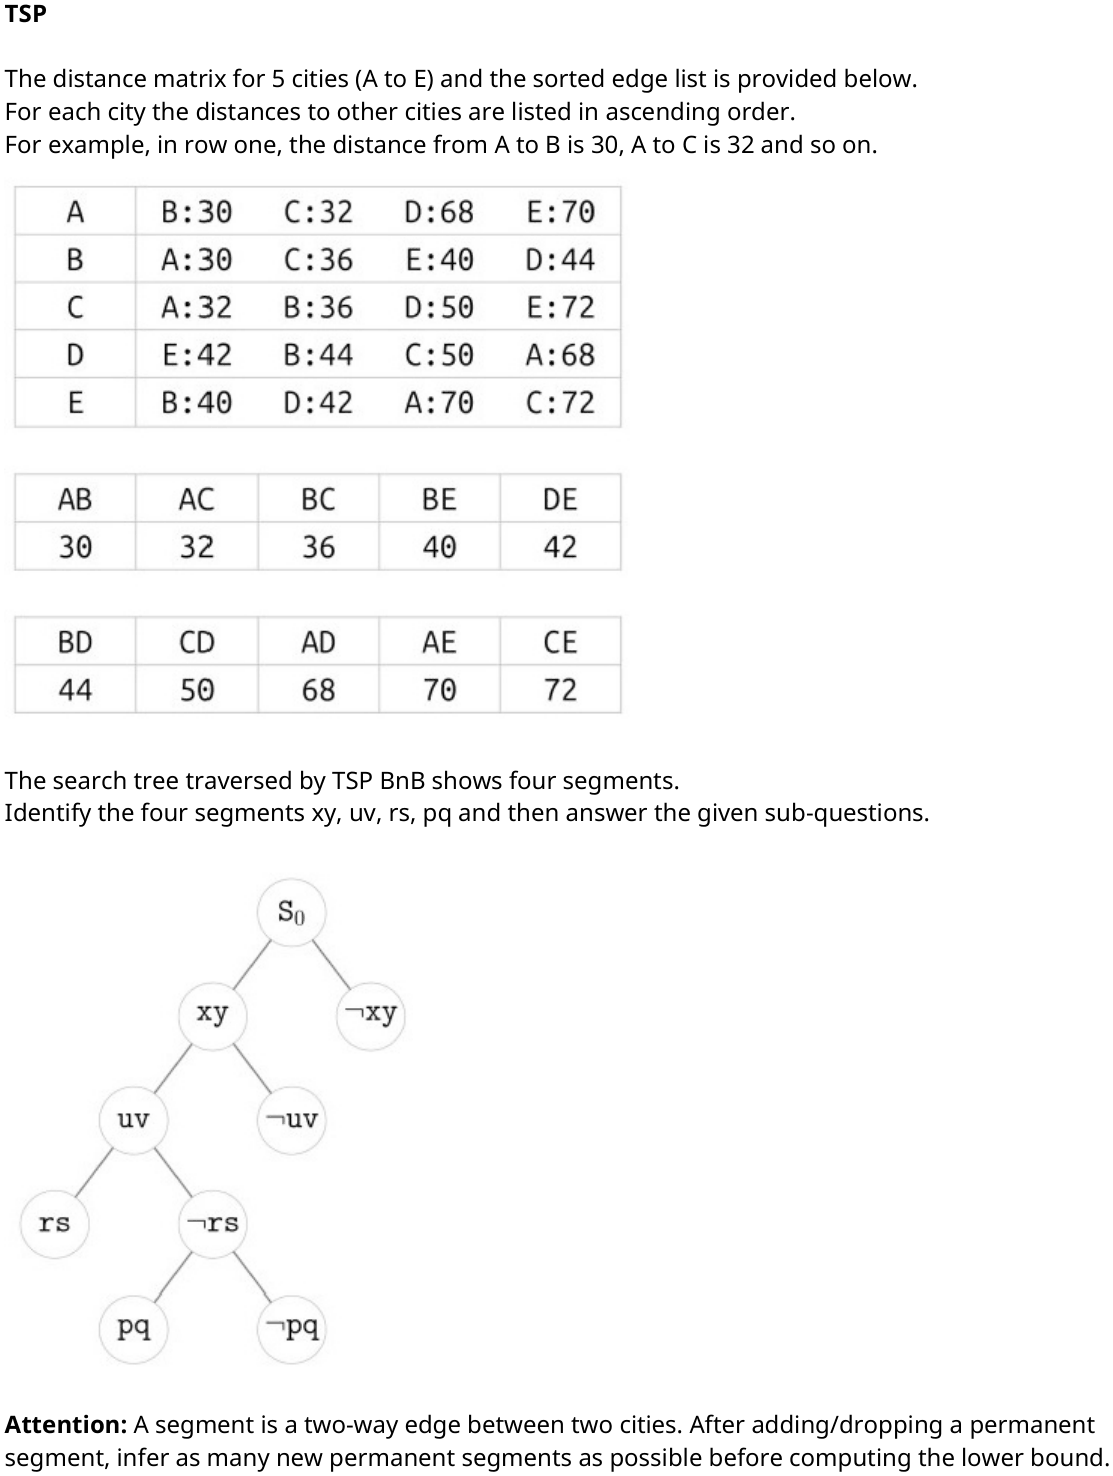 TSP
The distance matrix for 5 cities (A to E) and the sorted edge list is provided below.
For each city the distances to other cities are listed in ascending order.
For example, in row one, the distance from A to B is 30, A to C is 32 and so on.
A B:30 C:32 D:68 E:70
B A:30 C:36 E:40 D:44
C A:32 B:36 D:50 E:72
D E:42 B:44 C:50 A:68
E B:40 D:42 A:70 C:72
AB AC BC BE DE
30 32 36 40 42
BD CD AD AE CE
44 50 68 70 72
The search tree traversed by TSP BnB shows four segments.
Identify the four segments xy, uv, rs, pq and then answer the given sub-questions.
S₀
xy ¬xy
uv ¬uv
rs ¬rs
pq ¬pq
Attention: A segment is a two-way edge between two cities. After adding/dropping a permanent
segment, infer as many new permanent segments as possible before computing the lower bound.